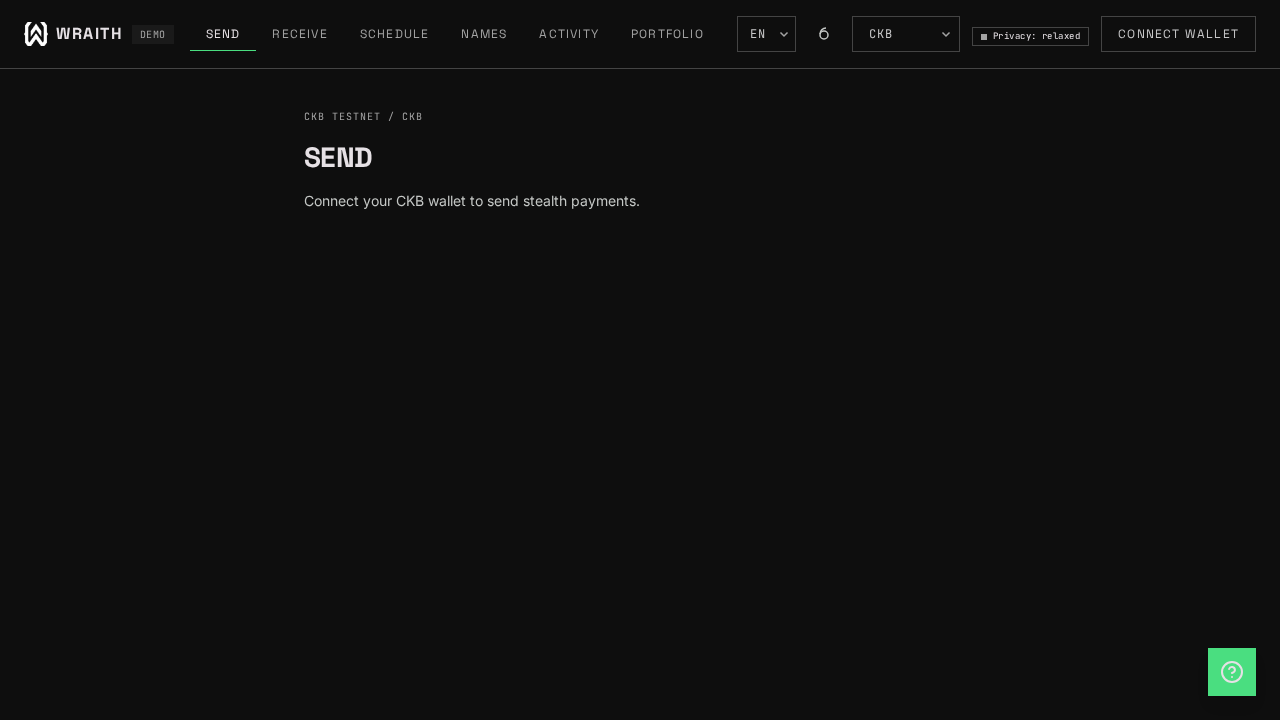 WRAITH DEMO SEND RECEIVE SCHEDULE NAMES ACTIVITY PORTFOLIO EN CKB Privacy: relaxed CONNECT WALLET
CKB TESTNET / CKB
SEND
Connect your CKB wallet to send stealth payments.